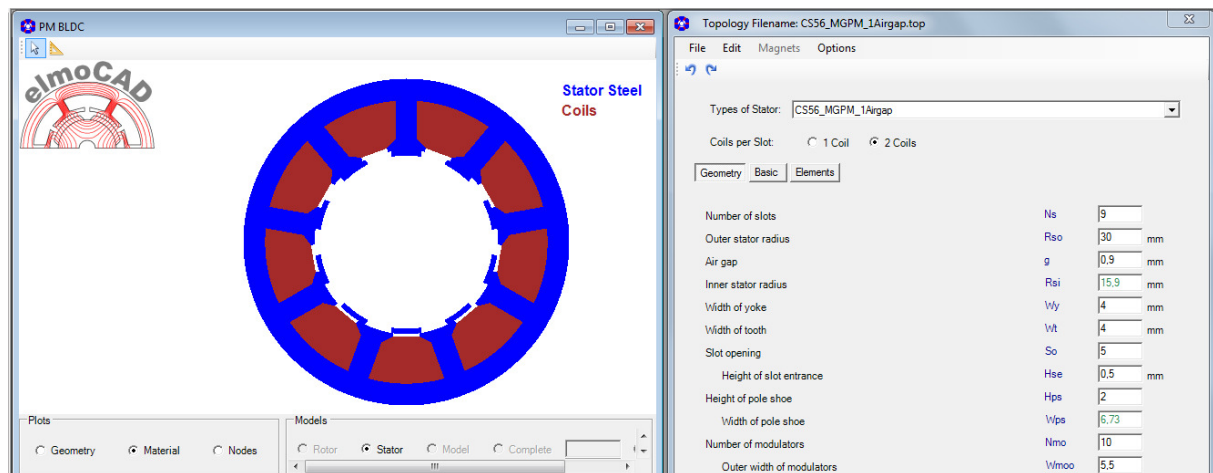 PM BLDC
elmoCAD
Stator Steel
Coils
Plots
Geometry
Material
Nodes
Models
Rotor
Stator
Model
Complete
Topology Filename: CS56_MGPM_1Airgap.top
File Edit Magnets Options
Types of Stator: CS56_MGPM_1Airgap
Coils per Slot: 1 Coil 2 Coils
Geometry Basic Elements
Number of slots Ns 9
Outer stator radius Rso 30 mm
Air gap g 0,9 mm
Inner stator radius Rsi 15,9 mm
Width of yoke Wy 4 mm
Width of tooth Wt 4 mm
Slot opening So 5
Height of slot entrance Hse 0,5 mm
Height of pole shoe Hps 2
Width of pole shoe Wps 6,73
Number of modulators Nmo 10
Outer width of modulators Wmoo 5,5